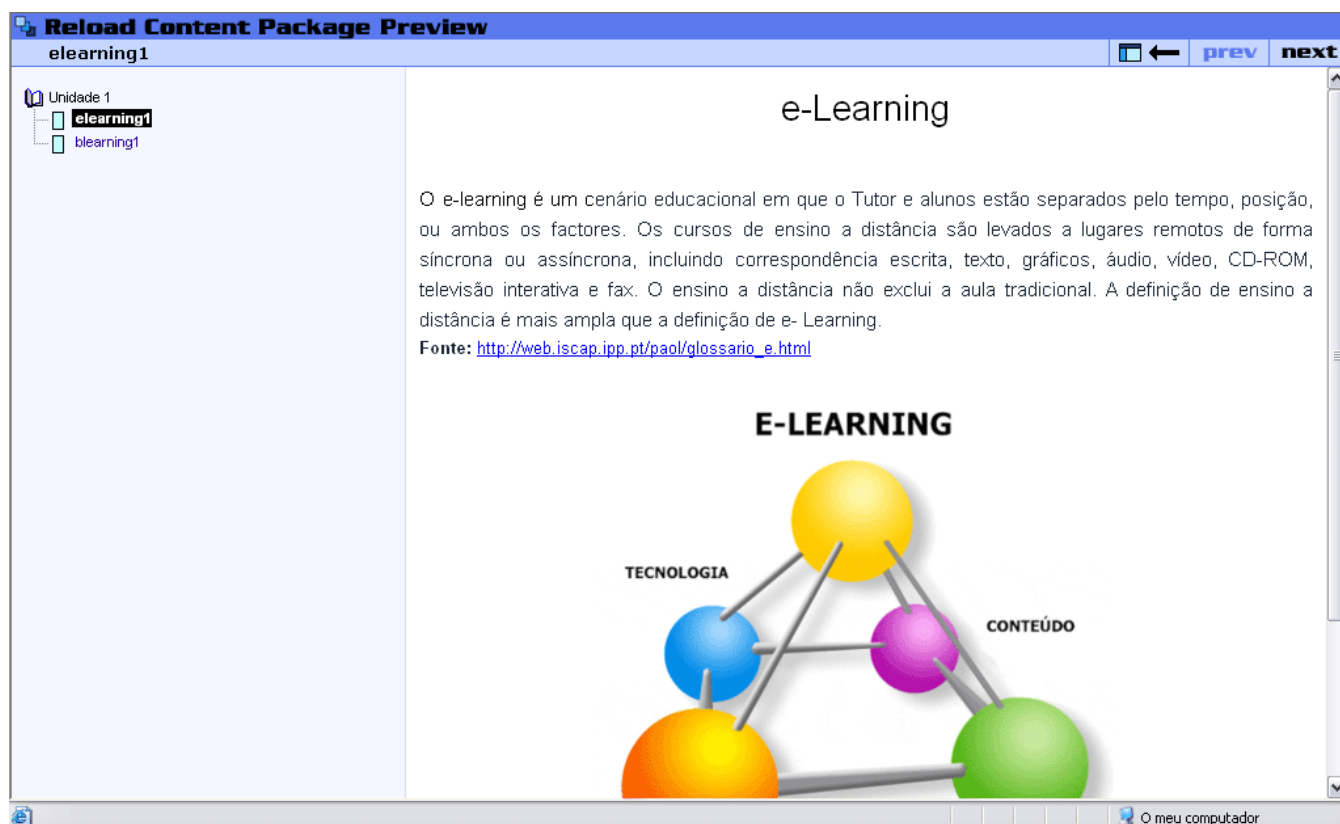 Reload Content Package Preview
elearning1
prev
next
Unidade 1
elearning1
blearning1
e-Learning
O e-learning é um cenário educacional em que o Tutor e alunos estão separados pelo tempo, posição,
ou ambos os factores. Os cursos de ensino a distância são levados a lugares remotos de forma
síncrona ou assíncrona, incluindo correspondência escrita, texto, gráficos, áudio, vídeo, CD-ROM,
televisão interativa e fax. O ensino a distância não exclui a aula tradicional. A definição de ensino a
distância é mais ampla que a definição de e- Learning.
Fonte: http://web.iscap.ipp.pt/paol/glossario_e.html
E-LEARNING
TECNOLOGIA
CONTEÚDO
O meu computador